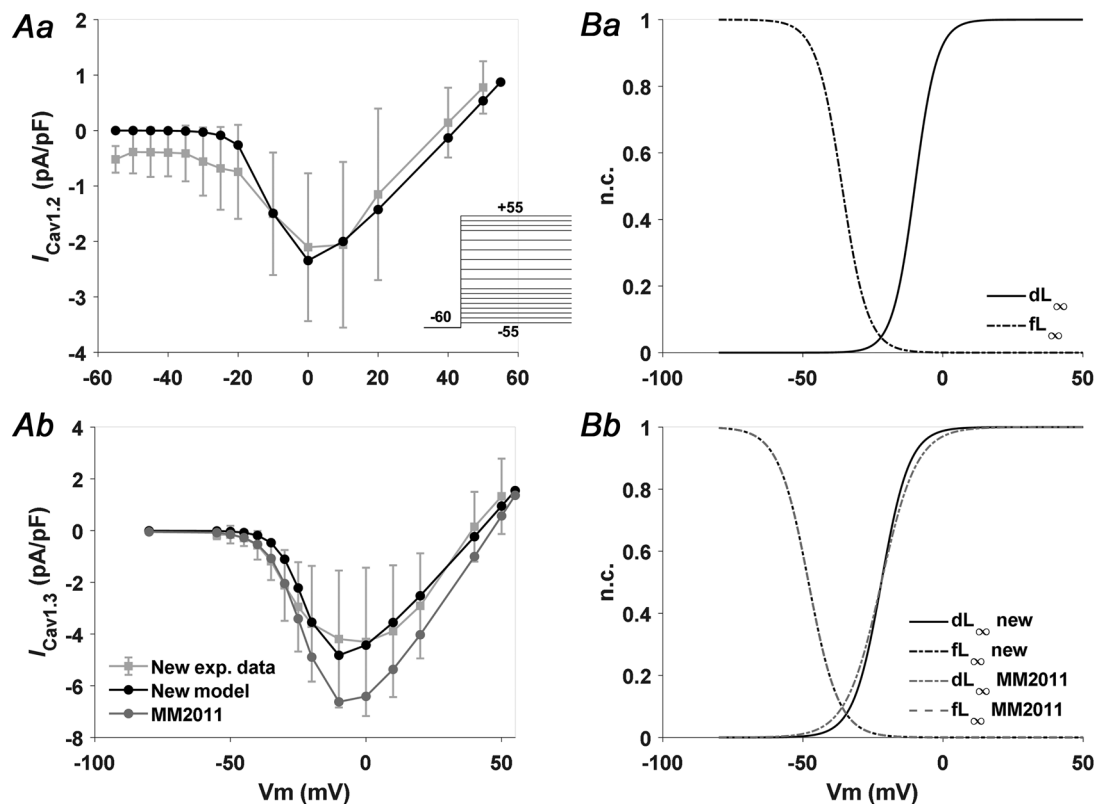 Aa
2
1
0
-1
-2
-3
-4
I Cav1.2 (pA/pF)
-60 -40 -20 0 20 40 60
+55
-60
-55
Ba
1
0.8
0.6
0.4
0.2
0
n.c.
-100 -50 0 50
dL∞
fL∞
Ab
4
2
0
-2
-4
-6
-8
I Cav1.3 (pA/pF)
New exp. data
New model
MM2011
-100 -50 0 50
Vm (mV)
Bb
1
0.8
0.6
0.4
0.2
0
n.c.
dL∞ new
fL∞ new
dL∞ MM2011
fL∞ MM2011
-100 -50 0 50
Vm (mV)